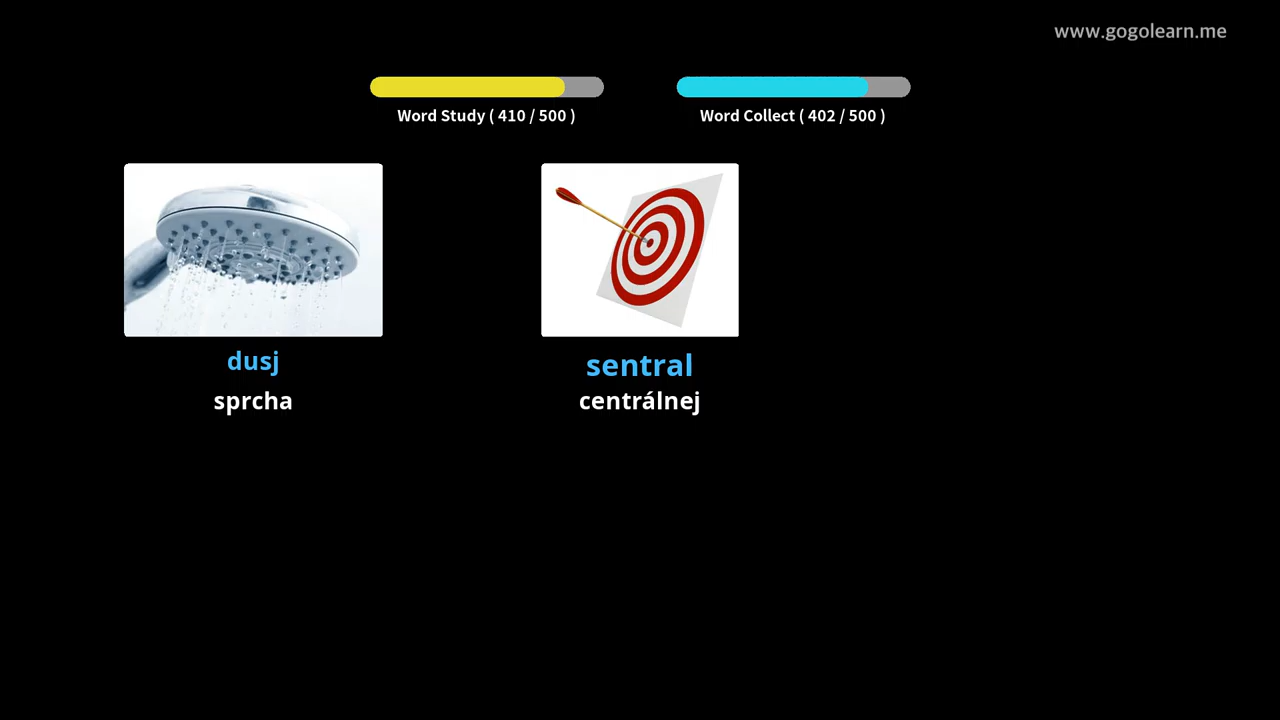 www.gogolearn.me
Word Study ( 410 / 500 )
Word Collect ( 402 / 500 )
dusj
sprcha
sentral
centrálnej